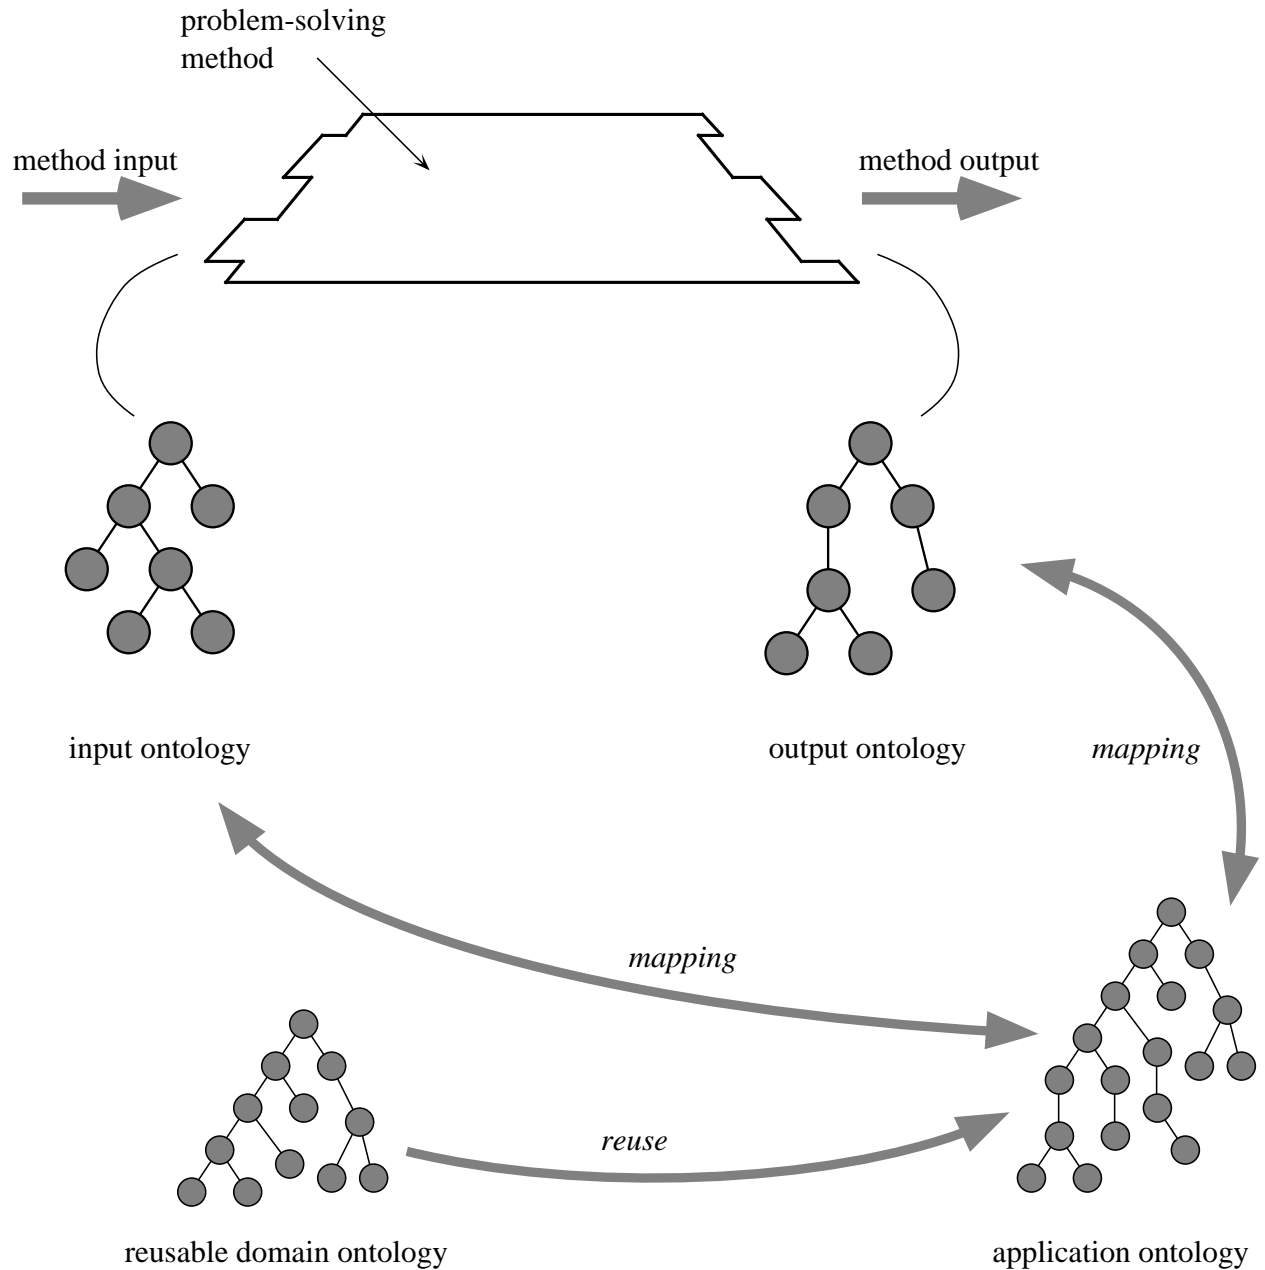 problem-solving
method
method input
method output
input ontology
output ontology
mapping
mapping
reuse
reusable domain ontology
application ontology